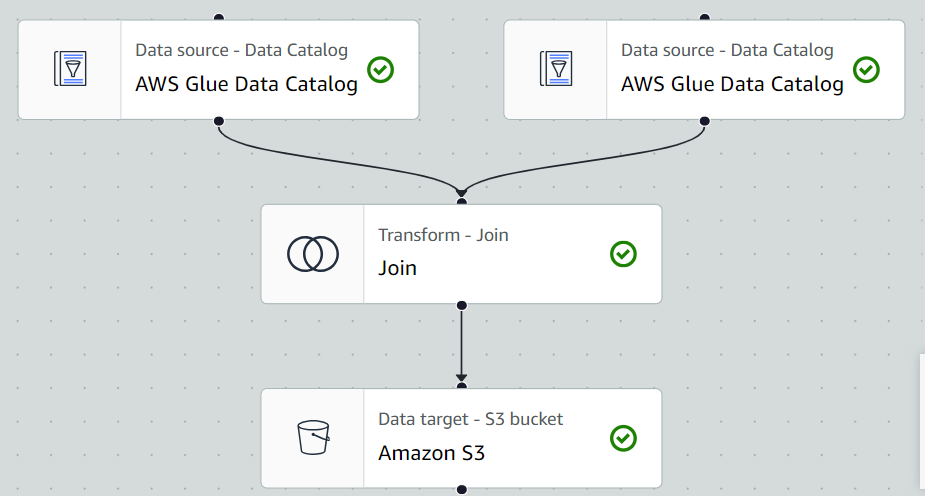 Data source - Data Catalog
AWS Glue Data Catalog
Data source - Data Catalog
AWS Glue Data Catalog
Transform - Join
Join
Data target - S3 bucket
Amazon S3